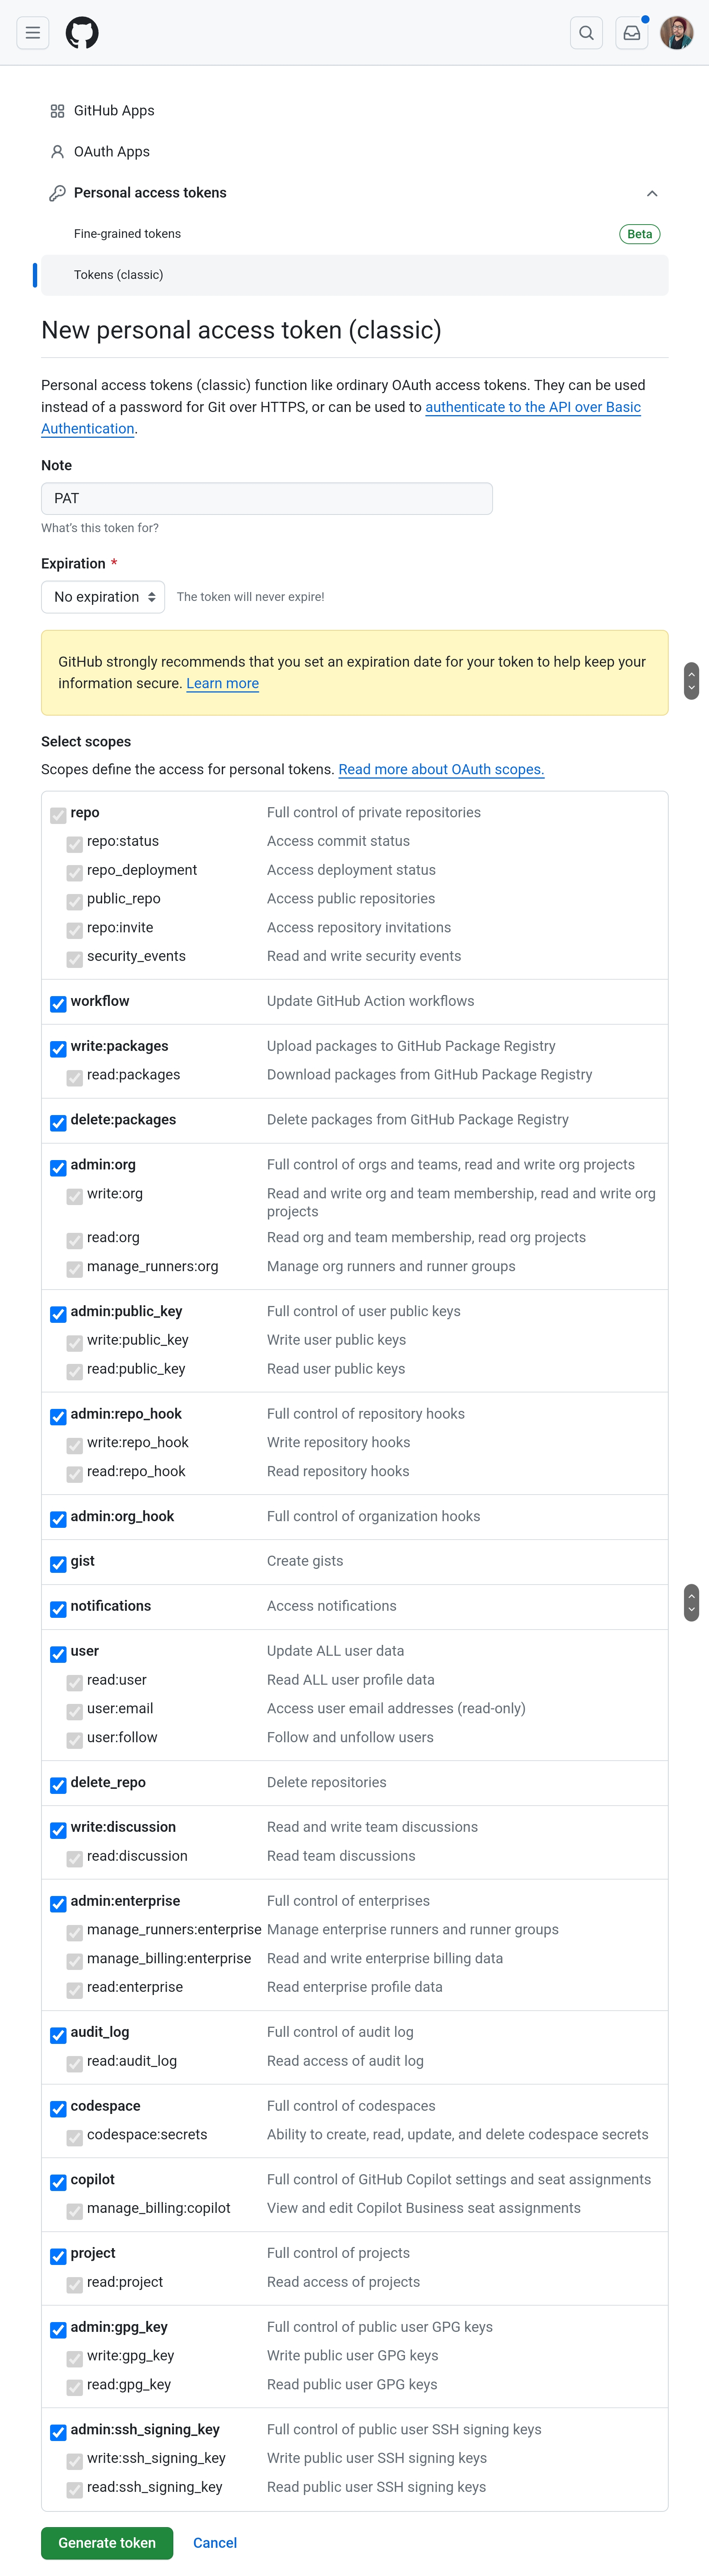 GitHub Apps
OAuth Apps
Personal access tokens
Fine-grained tokens Beta
Tokens (classic)
New personal access token (classic)
Personal access tokens (classic) function like ordinary OAuth access tokens. They can be used
instead of a password for Git over HTTPS, or can be used to authenticate to the API over Basic
Authentication.
Note
PAT
What's this token for?
Expiration *
No expiration The token will never expire!
GitHub strongly recommends that you set an expiration date for your token to help keep your
information secure. Learn more
Select scopes
Scopes define the access for personal tokens. Read more about OAuth scopes.
repo Full control of private repositories
repo:status Access commit status
repo_deployment Access deployment status
public_repo Access public repositories
repo:invite Access repository invitations
security_events Read and write security events
workflow Update GitHub Action workflows
write:packages Upload packages to GitHub Package Registry
read:packages Download packages from GitHub Package Registry
delete:packages Delete packages from GitHub Package Registry
admin:org Full control of orgs and teams, read and write org projects
write:org Read and write org and team membership, read and write org
projects
read:org Read org and team membership, read org projects
manage_runners:org Manage org runners and runner groups
admin:public_key Full control of user public keys
write:public_key Write user public keys
read:public_key Read user public keys
admin:repo_hook Full control of repository hooks
write:repo_hook Write repository hooks
read:repo_hook Read repository hooks
admin:org_hook Full control of organization hooks
gist Create gists
notifications Access notifications
user Update ALL user data
read:user Read ALL user profile data
user:email Access user email addresses (read-only)
user:follow Follow and unfollow users
delete_repo Delete repositories
write:discussion Read and write team discussions
read:discussion Read team discussions
admin:enterprise Full control of enterprises
manage_runners:enterprise Manage enterprise runners and runner groups
manage_billing:enterprise Read and write enterprise billing data
read:enterprise Read enterprise profile data
audit_log Full control of audit log
read:audit_log Read access of audit log
codespace Full control of codespaces
codespace:secrets Ability to create, read, update, and delete codespace secrets
copilot Full control of GitHub Copilot settings and seat assignments
manage_billing:copilot View and edit Copilot Business seat assignments
project Full control of projects
read:project Read access of projects
admin:gpg_key Full control of public user GPG keys
write:gpg_key Write public user GPG keys
read:gpg_key Read public user GPG keys
admin:ssh_signing_key Full control of public user SSH signing keys
write:ssh_signing_key Write public user SSH signing keys
read:ssh_signing_key Read public user SSH signing keys
Generate token Cancel